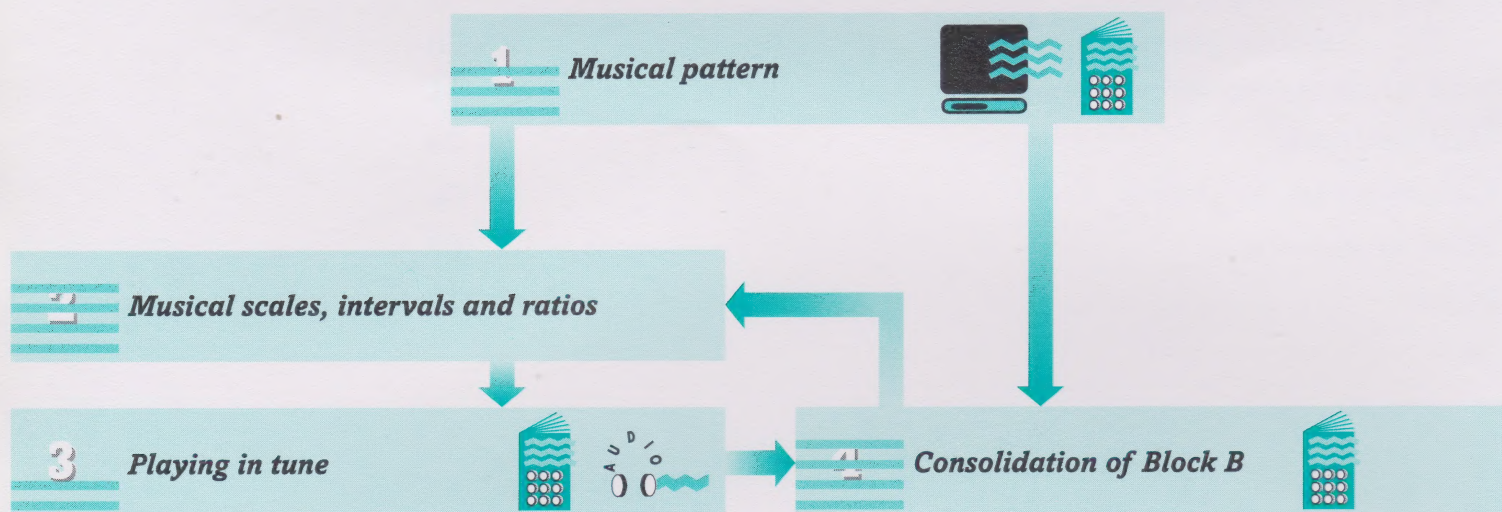 1 Musical pattern
2 Musical scales, intervals and ratios
3 Playing in tune
AUDIO
4 Consolidation of Block B